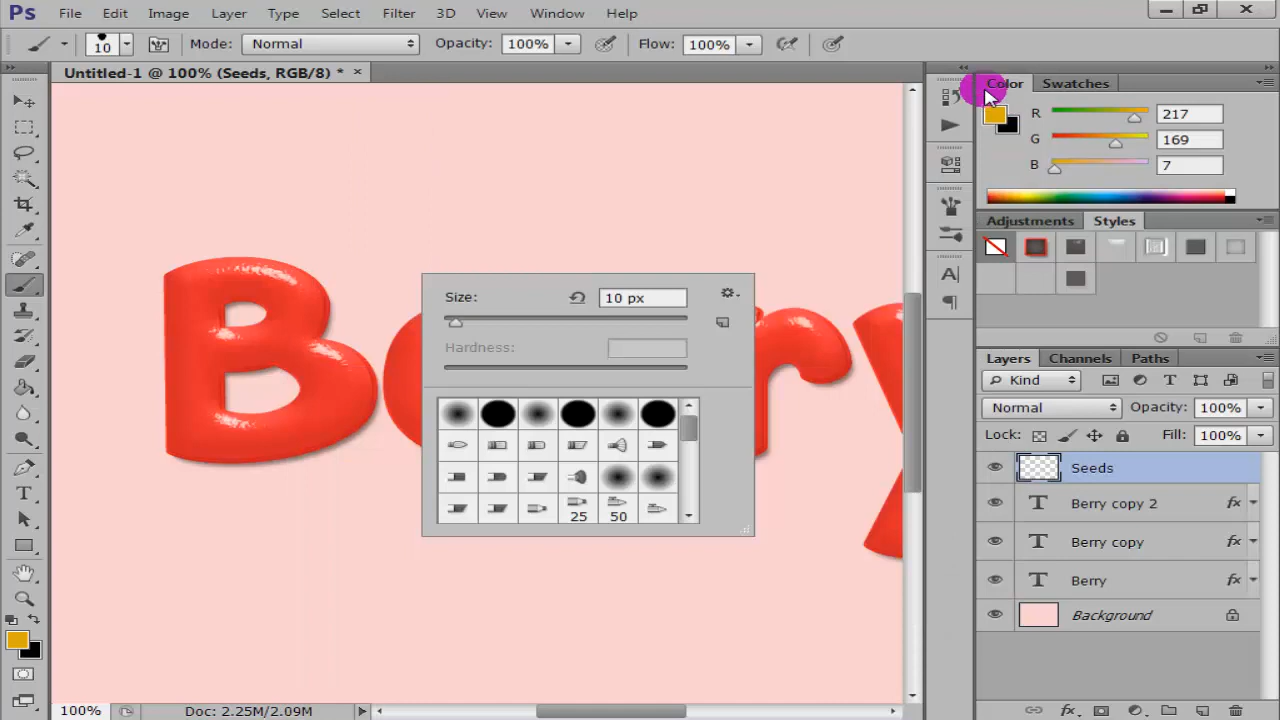 Ps File Edit Image Layer Type Select Filter 3D View Window Help
10 Mode: Normal Opacity: 100% Flow: 100%
Untitled-1 @ 100% (Seeds, RGB/8) * ×
Color Swatches
R 217
G 169
B 7
Adjustments Styles
Size: 10 px
Hardness:
25 50
Layers Channels Paths
Kind
Normal Opacity: 100%
Lock: Fill: 100%
Seeds
T Berry copy 2 fx
T Berry copy fx
T Berry fx
Background
100% Doc: 2.25M/2.09M